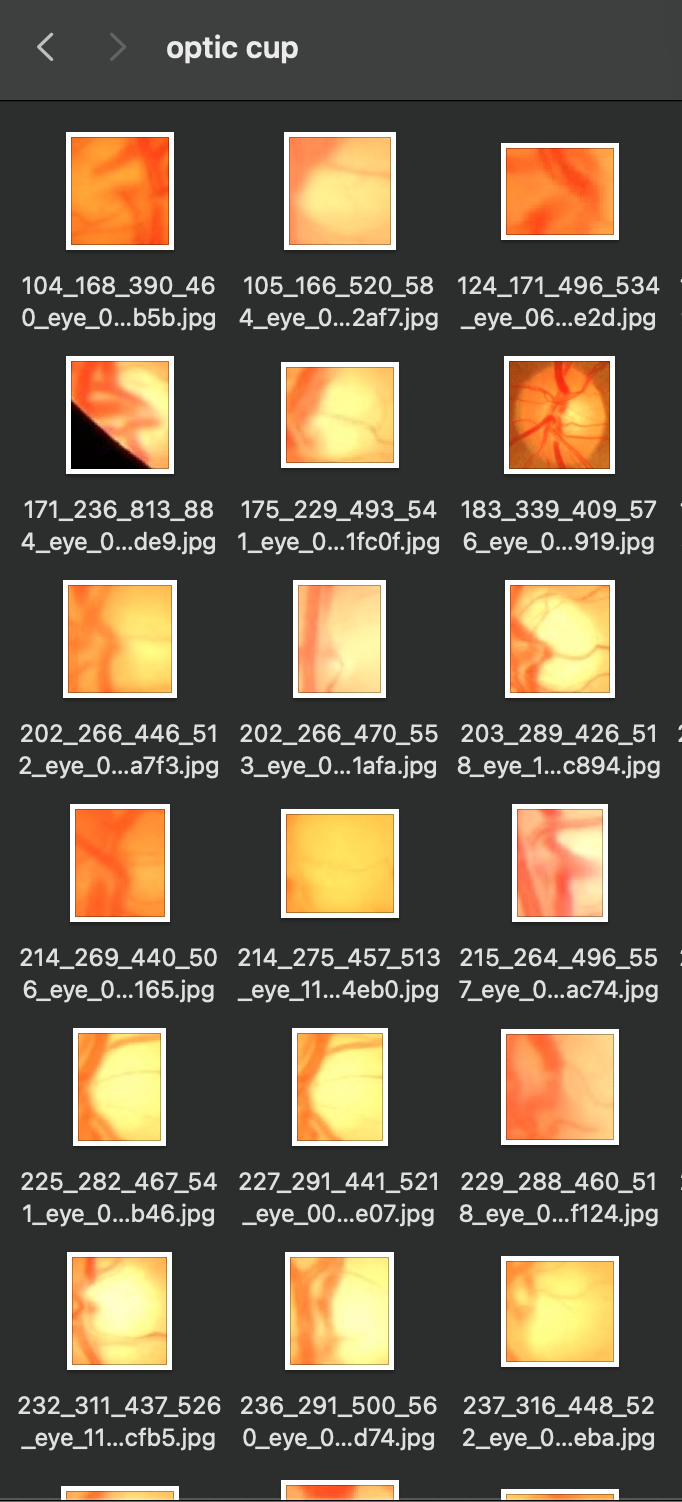 optic cup
104_168_390_46
0_eye_0...b5b.jpg
105_166_520_58
4_eye_0...2af7.jpg
124_171_496_534
_eye_06...e2d.jpg
171_236_813_88
4_eye_0...de9.jpg
175_229_493_54
1_eye_0...1fc0f.jpg
183_339_409_57
6_eye_0...919.jpg
202_266_446_51
2_eye_0...a7f3.jpg
202_266_470_55
3_eye_0...1afa.jpg
203_289_426_51
8_eye_1...c894.jpg
214_269_440_50
6_eye_0...165.jpg
214_275_457_513
_eye_11...4eb0.jpg
215_264_496_55
7_eye_0...ac74.jpg
225_282_467_54
1_eye_0...b46.jpg
227_291_441_521
_eye_00...e07.jpg
229_288_460_51
8_eye_0...f124.jpg
232_311_437_526
_eye_11...cfb5.jpg
236_291_500_56
0_eye_0...d74.jpg
237_316_448_52
2_eye_0...eba.jpg